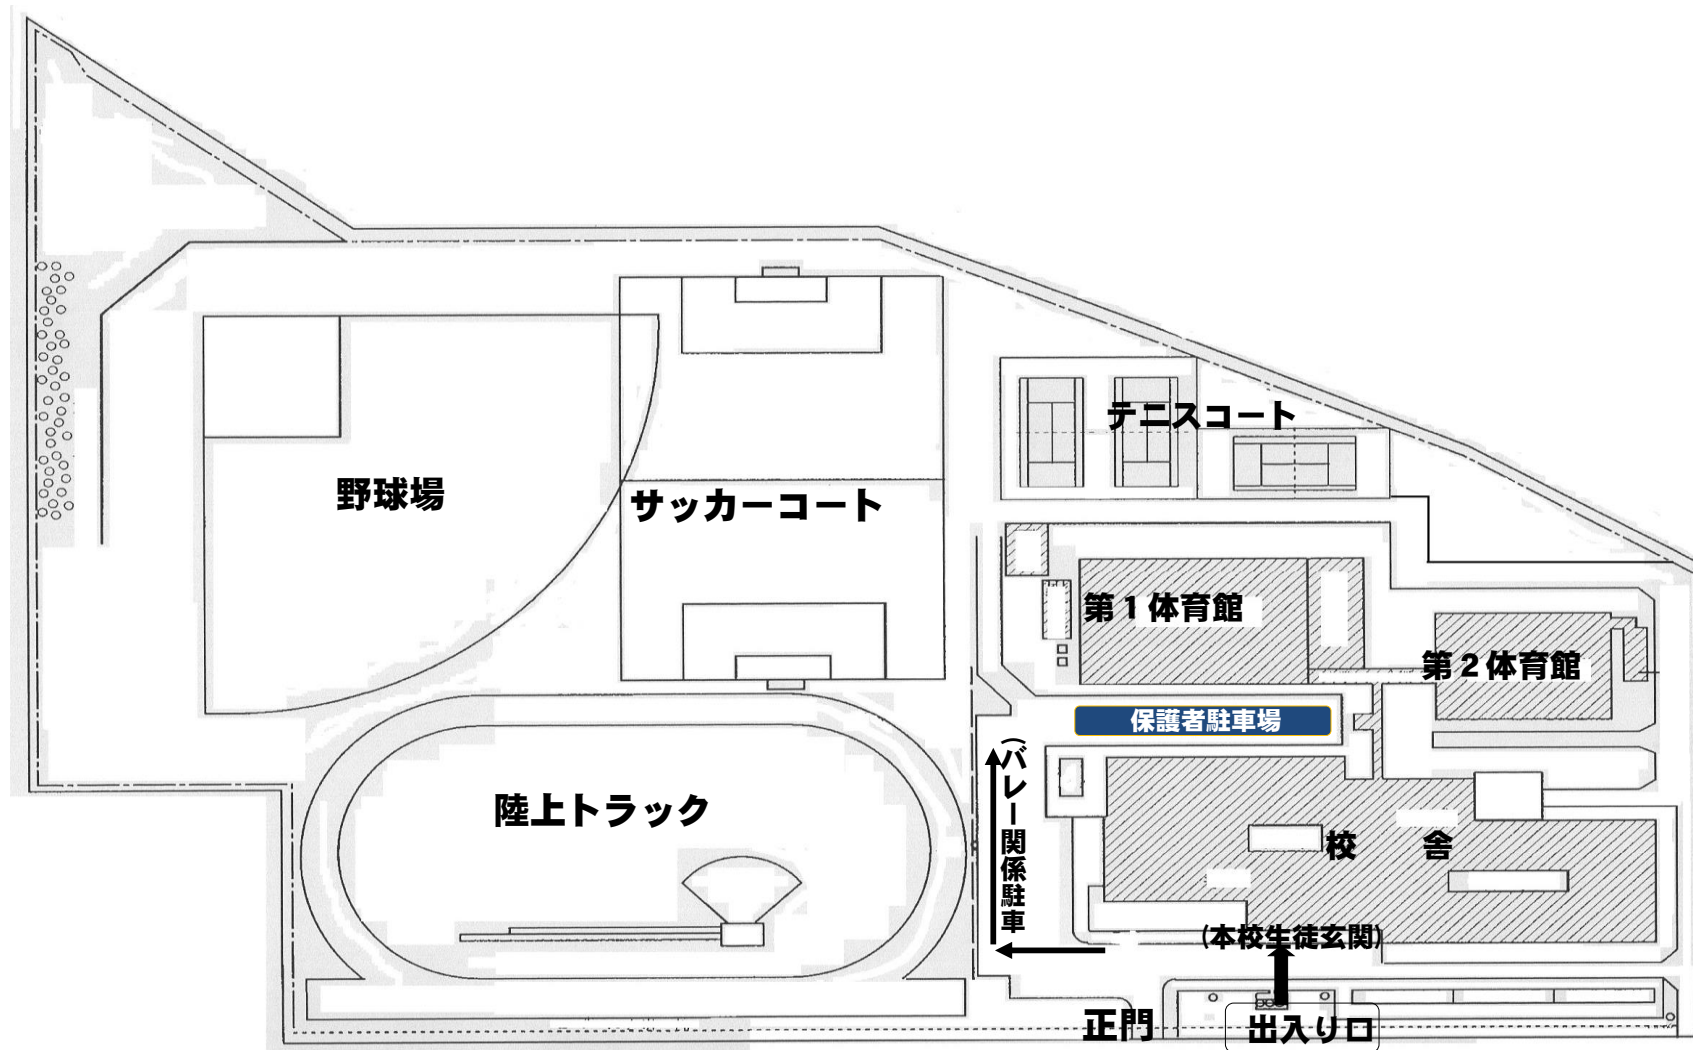 テニスコート
野球場
サッカーコート
第１体育館
第２体育館
保護者駐車場
（バレー関係駐車
陸上トラック
校　舎
(本校生徒玄関)
正門
出入り口